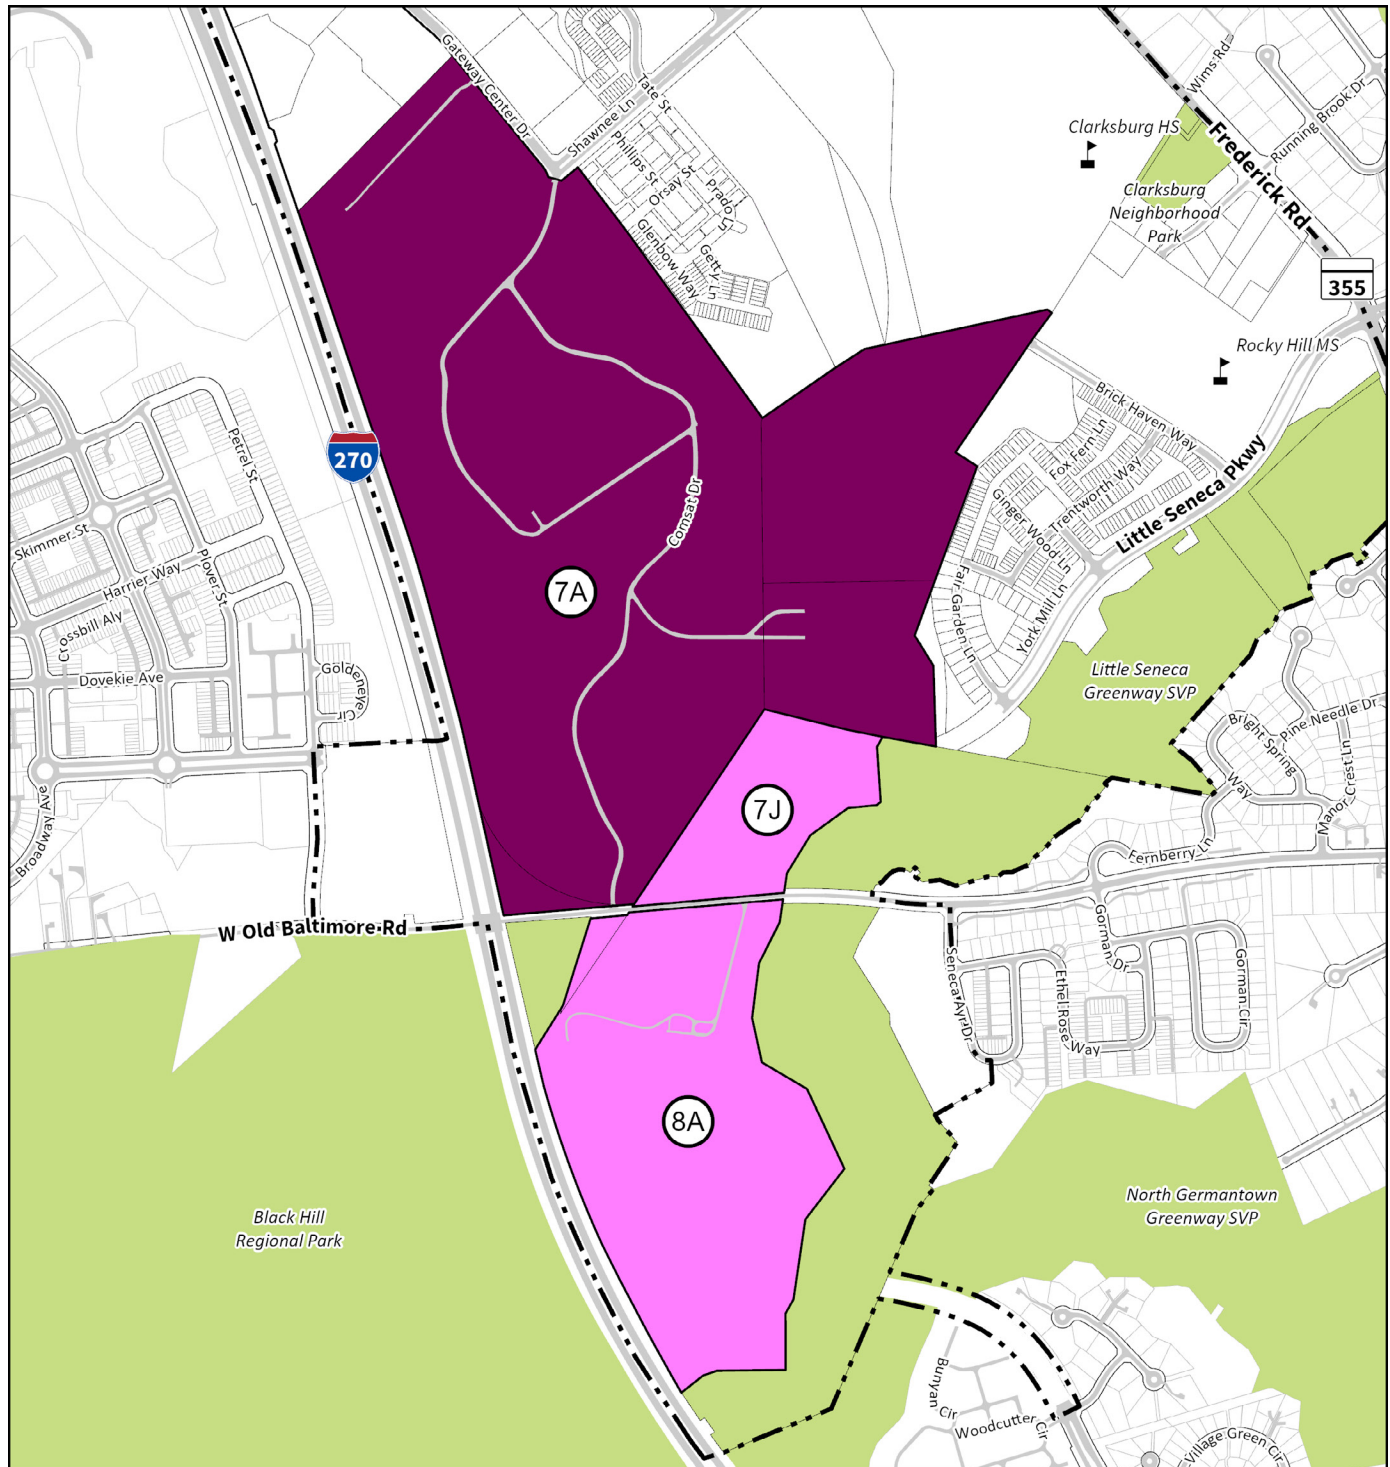 Gateway Center Dr
Tate St
Shawnee Ln
Phillips St
Orsay St
Prado Ln
Glenbow Way
Getty Ln
Wims Rd
Running Brook Dr
Frederick Rd
355
Clarksburg HS
Clarksburg
Neighborhood
Park
Rocky Hill MS
Brick Haven Way
Fox Fern Ln
Trentworth Way
Ginger Wood Ln
Little Seneca Pkwy
Fair Garden Ln
York Mill Ln
270
Petrel St
Skimmer St
Harrier Way
Plover St
Crossbill Aly
Dovekie Ave
Goldeneye Cir
Broadway Ave
Comsat Dr
7A
Little Seneca
Greenway SVP
Bright Spring Way
Pine Needle Dr
Manor Crest Ln
7J
Fernberry Ln
W Old Baltimore Rd
Gorman Dr
Gorman Cir
Seneca Ayr Dr
Ethel Rose Way
8A
Black Hill
Regional Park
North Germantown
Greenway SVP
Bunyan Cir
Woodcutter Cir
Village Green Cir